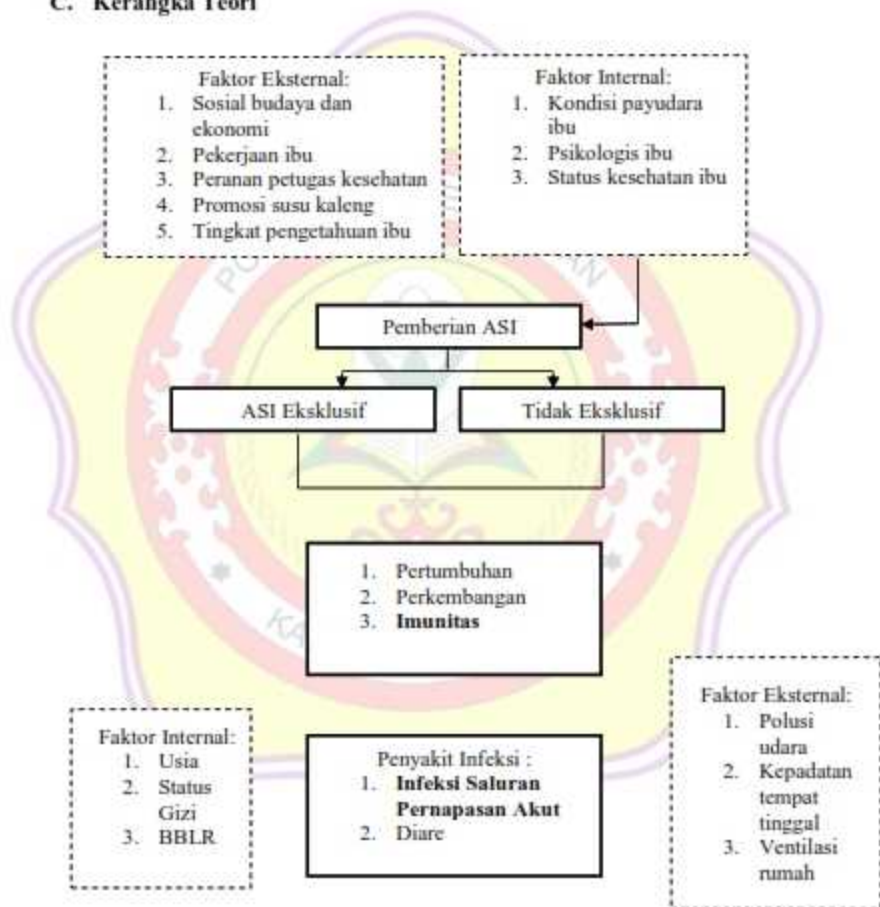 C. Kerangka Teori
Faktor Eksternal:
1. Sosial budaya dan
ekonomi
2. Pekerjaan ibu
3. Peranan petugas kesehatan
4. Promosi susu kaleng
5. Tingkat pengetahuan ibu
Faktor Internal:
1. Kondisi payudara
ibu
2. Psikologis ibu
3. Status kesehatan ibu
Pemberian ASI
ASI Eksklusif
Tidak Eksklusif
1. Pertumbuhan
2. Perkembangan
3. Imunitas
Faktor Internal:
1. Usia
2. Status
Gizi
3. BBLR
Penyakit Infeksi :
1. Infeksi Saluran
Pernapasan Akut
2. Diare
Faktor Eksternal:
1. Polusi
udara
2. Kepadatan
tempat
tinggal
3. Ventilasi
rumah